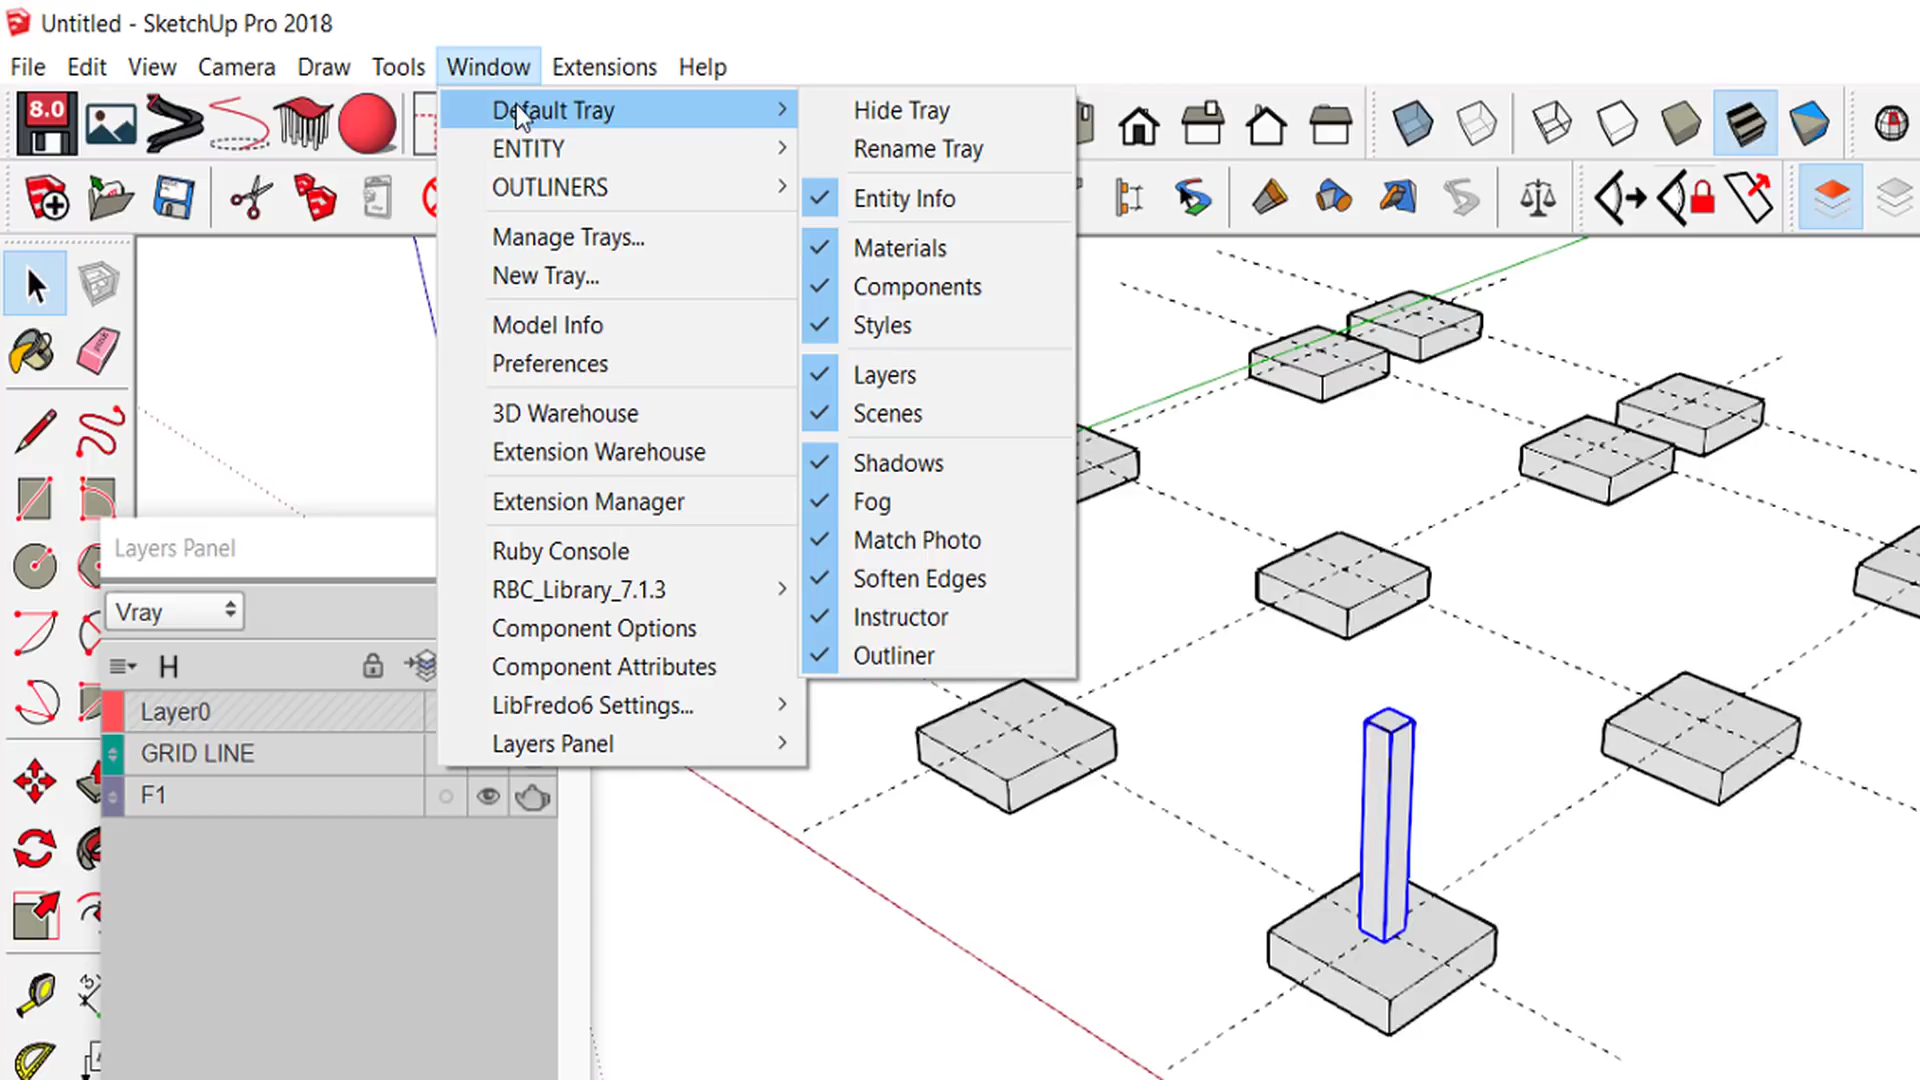 Untitled - SketchUp Pro 2018
File Edit View Camera Draw Tools Window Extensions Help
8.0
Default Tray
ENTITY
OUTLINERS
Manage Trays...
New Tray...
Model Info
Preferences
3D Warehouse
Extension Warehouse
Extension Manager
Ruby Console
RBC_Library_7.1.3
Component Options
Component Attributes
LibFredo6 Settings...
Layers Panel
Hide Tray
Rename Tray
Entity Info
Materials
Components
Styles
Layers
Scenes
Shadows
Fog
Match Photo
Soften Edges
Instructor
Outliner
Layers Panel
Vray
H
Layer0
GRID LINE
F1